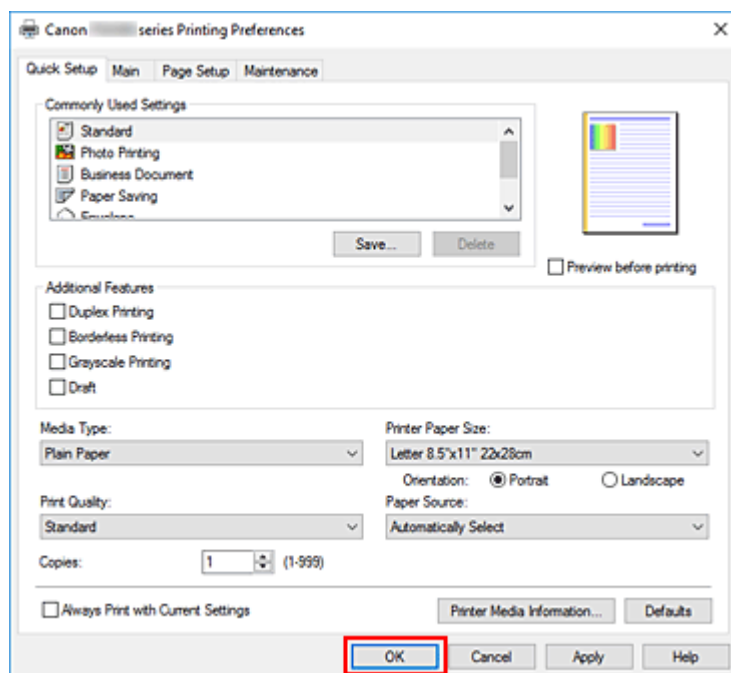 Canon series Printing Preferences
Quick Setup Main Page Setup Maintenance
Commonly Used Settings
Standard
Photo Printing
Business Document
Paper Saving
Envelope
Save... Delete
Preview before printing
Additional Features
Duplex Printing
Borderless Printing
Grayscale Printing
Draft
Media Type: Printer Paper Size:
Plain Paper Letter 8.5"x11" 22x28cm
Orientation: Portrait Landscape
Print Quality: Paper Source:
Standard Automatically Select
Copies: 1 (1-999)
Always Print with Current Settings Printer Media Information... Defaults
OK Cancel Apply Help